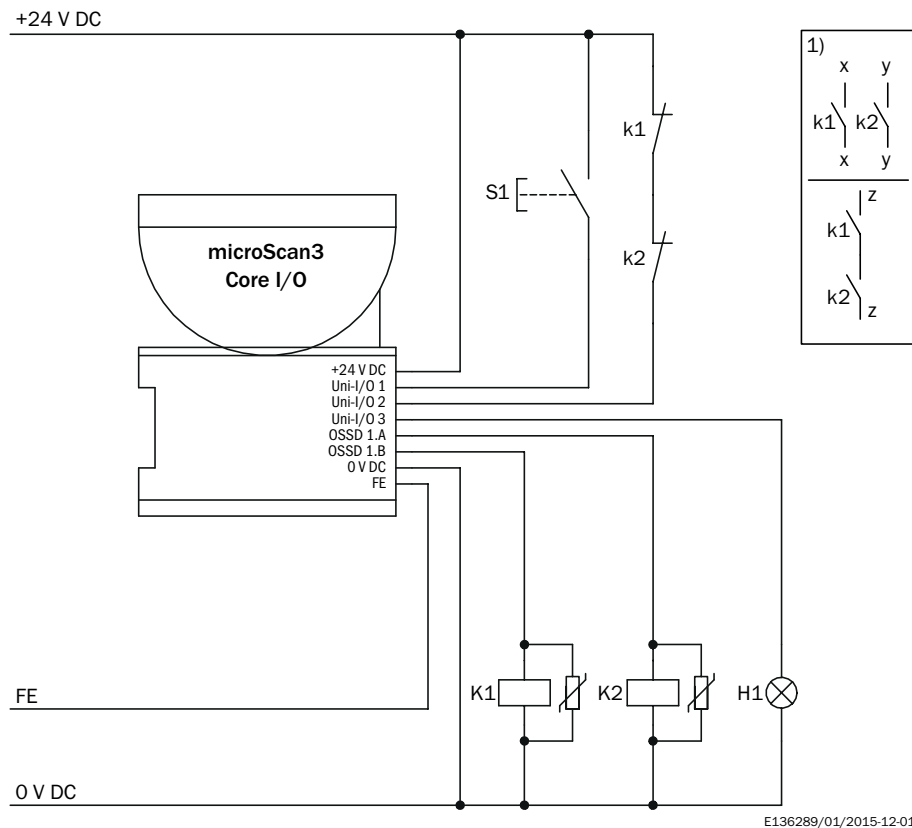 +24 V DC
1)
x y
k1 k2
x y
z
k1
k2
z
k1
S1
k2
microScan3
Core I/O
+24 V DC
Uni-I/O 1
Uni-I/O 2
Uni-I/O 3
OSSD 1.A
OSSD 1.B
0 V DC
FE
FE
K1
K2
H1
0 V DC
E136289/01/2015-12-01